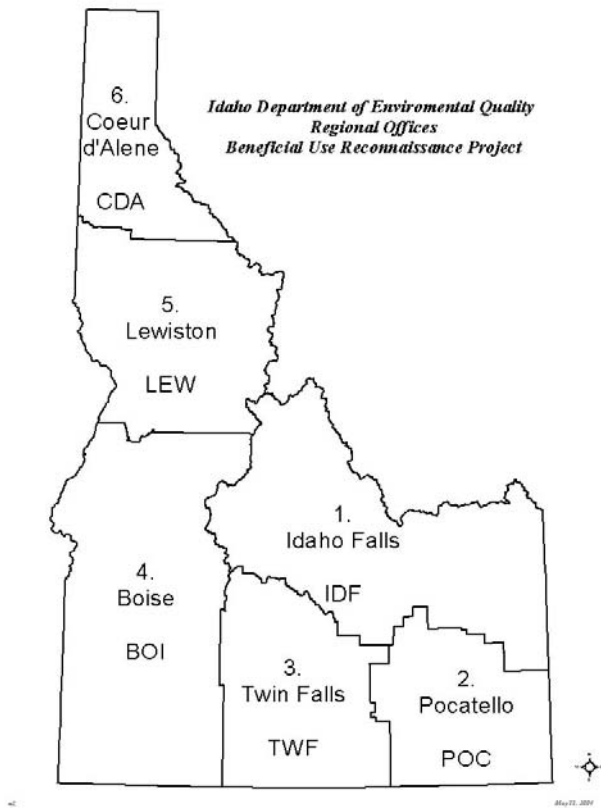 Idaho Department of Enviromental Quality
Regional Offices
Beneficial Use Reconnaissance Project
6.
Coeur
d'Alene
CDA
5.
Lewiston
LEW
1.
Idaho Falls
IDF
4.
Boise
BOI
3.
Twin Falls
TWF
2.
Pocatello
POC